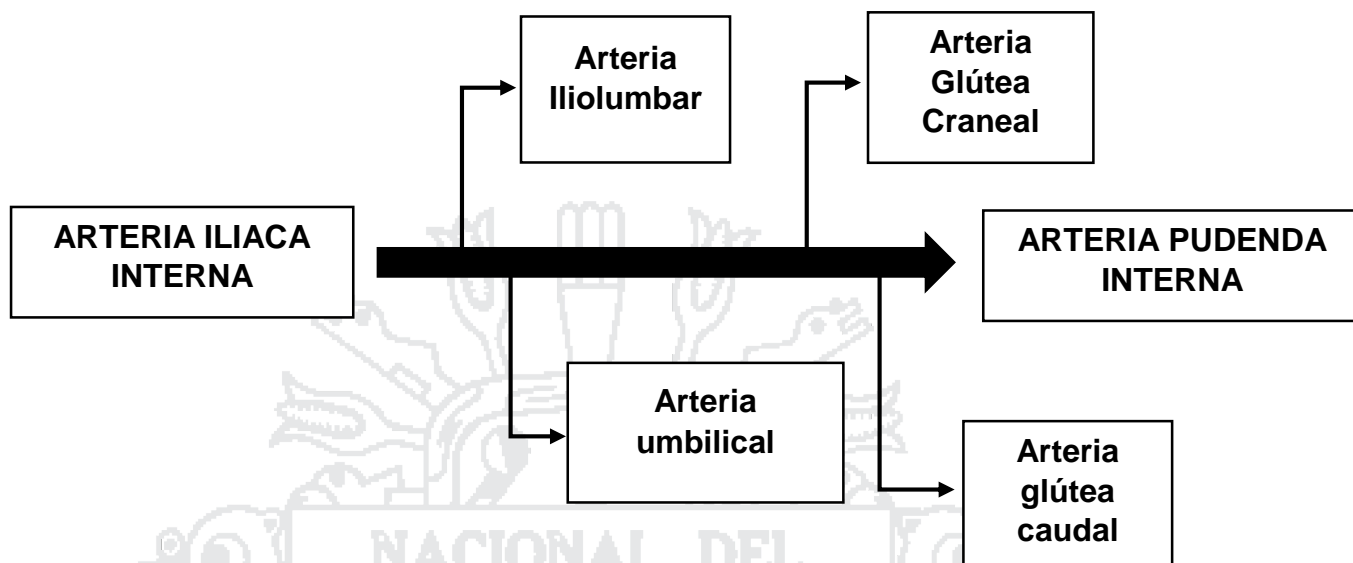 Arteria
Iliolumbar
Arteria
Glútea
Craneal
ARTERIA ILIACA
INTERNA
ARTERIA PUDENDA
INTERNA
Arteria
umbilical
Arteria
glútea
caudal
NACIONAL DEL